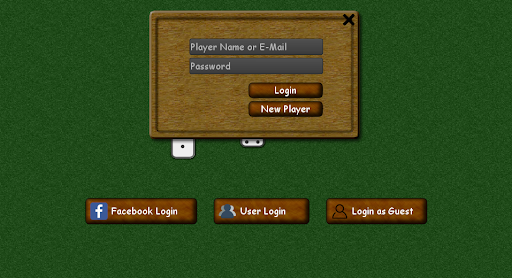 Player Name or E-Mail
Password
Login
New Player
Facebook Login
User Login
Login as Guest